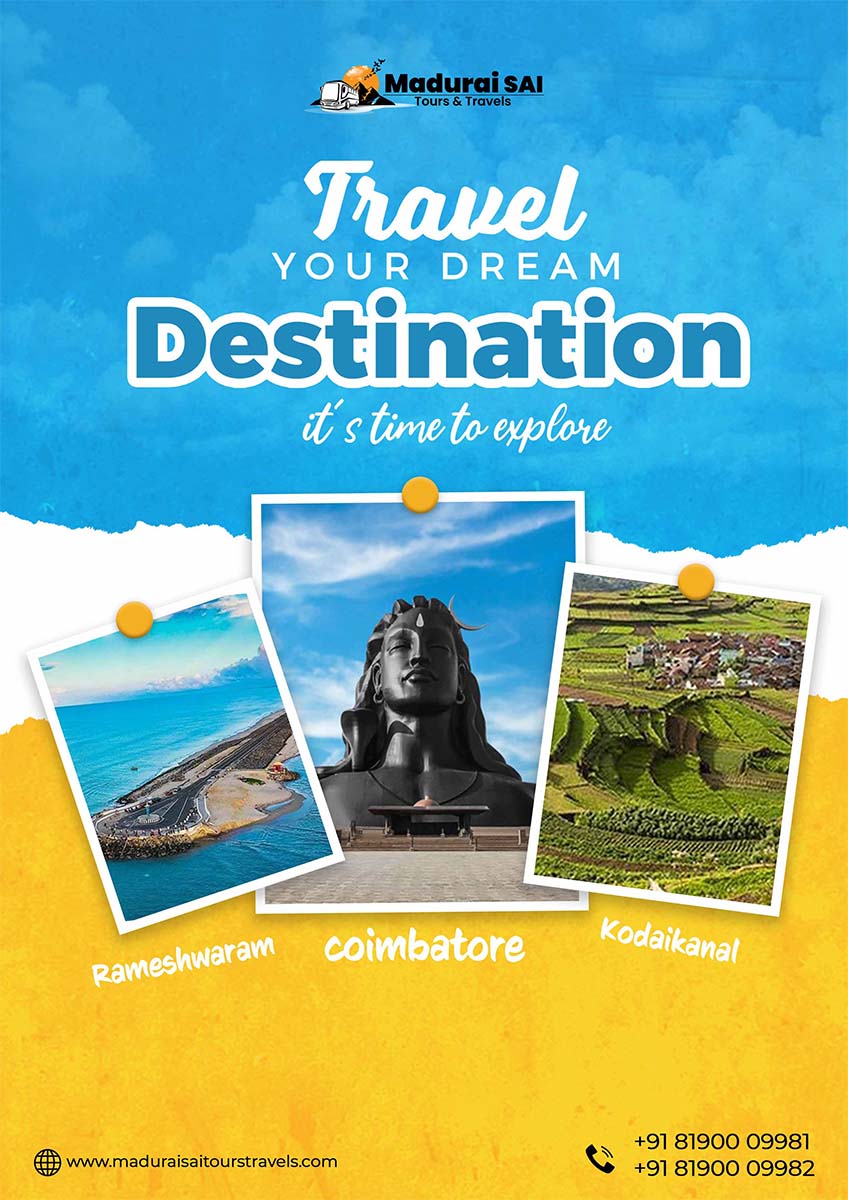 Madurai SAI
Tours & Travels
Travel
YOUR DREAM
Destination
it´s time to explore
Rameshwaram
coimbatore
Kodaikanal
www.maduraisaitourstravels.com
+91 81900 09981
+91 81900 09982